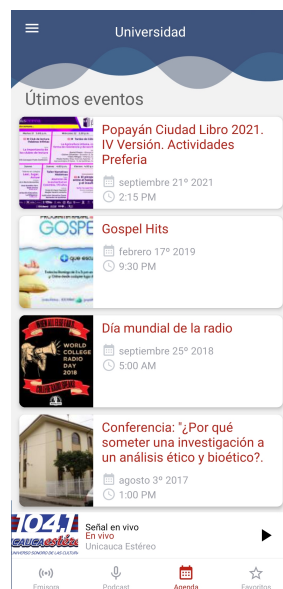 Universidad
Útimos eventos
Popayán Ciudad Libro 2021.
IV Versión. Actividades
Preferia
septiembre 21º 2021
2:15 PM
GOSPE
Gospel Hits
febrero 17º 2019
9:30 PM
WORLD
COLLEGE
RADIO
DAY
2018
Día mundial de la radio
septiembre 25º 2018
5:00 AM
Conferencia: "¿Por qué
someter una investigación a
un análisis ético y bioético?.
agosto 3º 2017
1:00 PM
104.1
Señal en vivo
En vivo
Unicauca Estéreo
Emisora
Podcast
Agenda
Favoritos